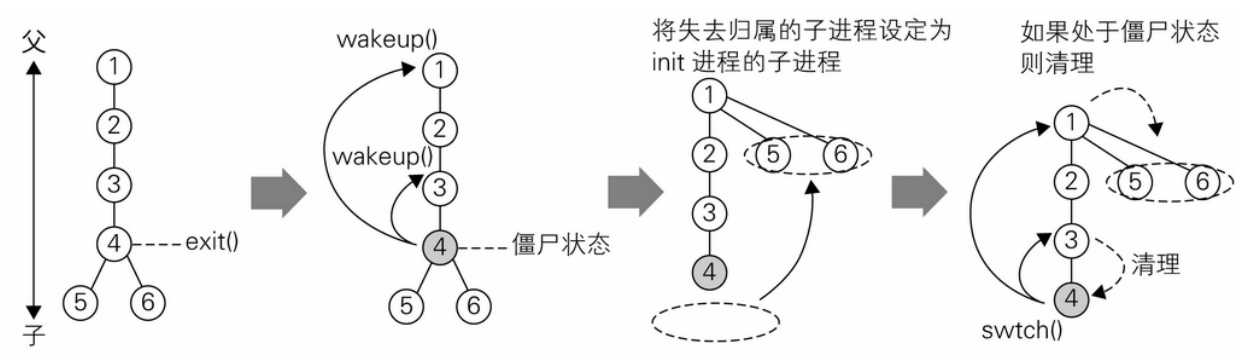 父
子
1
2
3
4
5
6
exit()
wakeup()
1
2
wakeup()
3
4
僵尸状态
5
6
将失去归属的子进程设定为
init 进程的子进程
1
2
5
6
3
4
如果处于僵尸状态
则清理
1
2
5
6
3
清理
4
swtch()